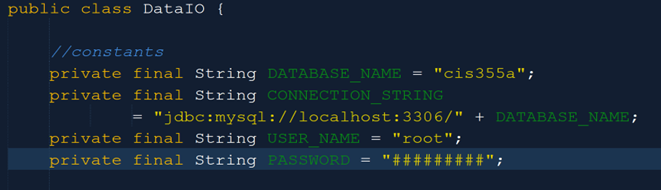 public class DataIO {
//constants
private final String DATABASE_NAME = "cis355a";
private final String CONNECTION_STRING
= "jdbc:mysql://localhost:3306/" + DATABASE_NAME;
private final String USER_NAME = "root";
private final String PASSWORD = "#########";